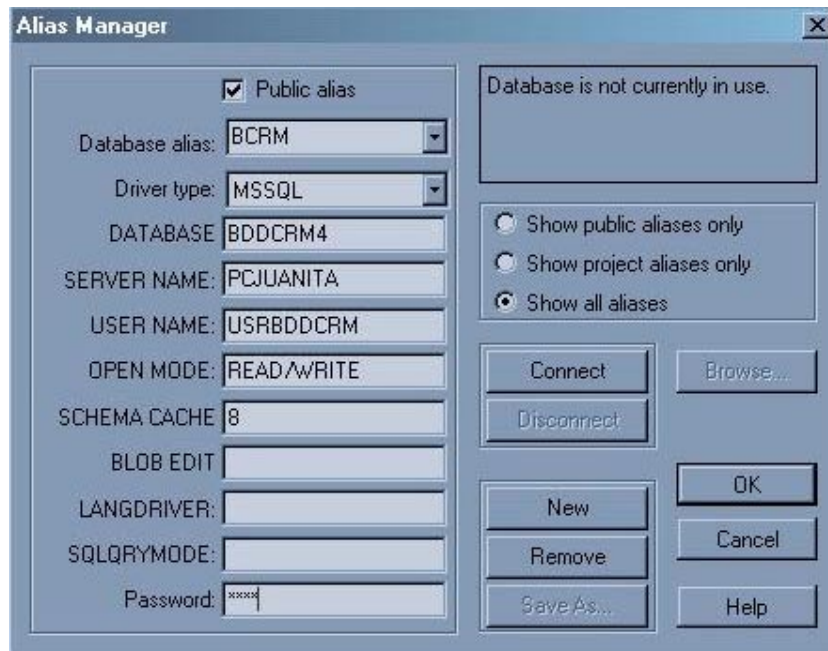 Alias Manager
Public alias
Database alias: BCRM
Driver type: MSSQL
DATABASE BDDCRM4
SERVER NAME: PCJUANITA
USER NAME: USRBDDCRM
OPEN MODE: READ/WRITE
SCHEMA CACHE 8
BLOB EDIT
LANGDRIVER:
SQLQRYMODE:
Password: ****
Database is not currently in use.
Show public aliases only
Show project aliases only
Show all aliases
Connect
Browse...
Disconnect
New
Remove
Save As...
OK
Cancel
Help